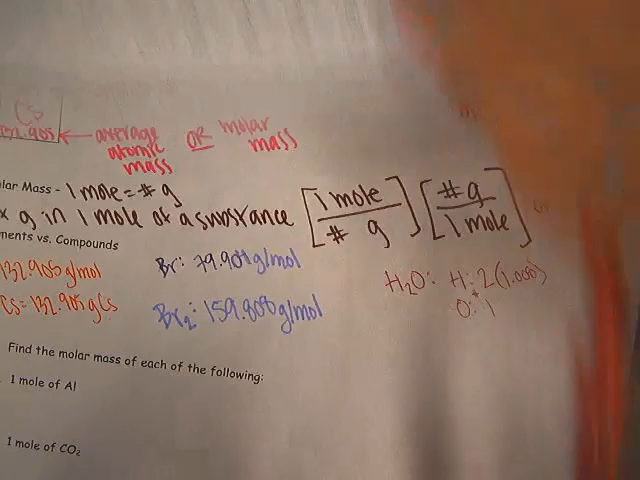 Cs
132.905 ← average atomic mass OR molar mass
lar Mass - 1 mole = # g
x g in 1 mole of a substance [1 mole / # g] [# g / 1 mole] or
ments vs. Compounds
132.905 g/mol
Cs = 132.905 g Cs
Br: 79.904 g/mol
Br₂: 159.808 g/mol
H₂O: H: 2(1.008)
+
O: 1
Find the molar mass of each of the following:
1 mole of Al
1 mole of CO₂